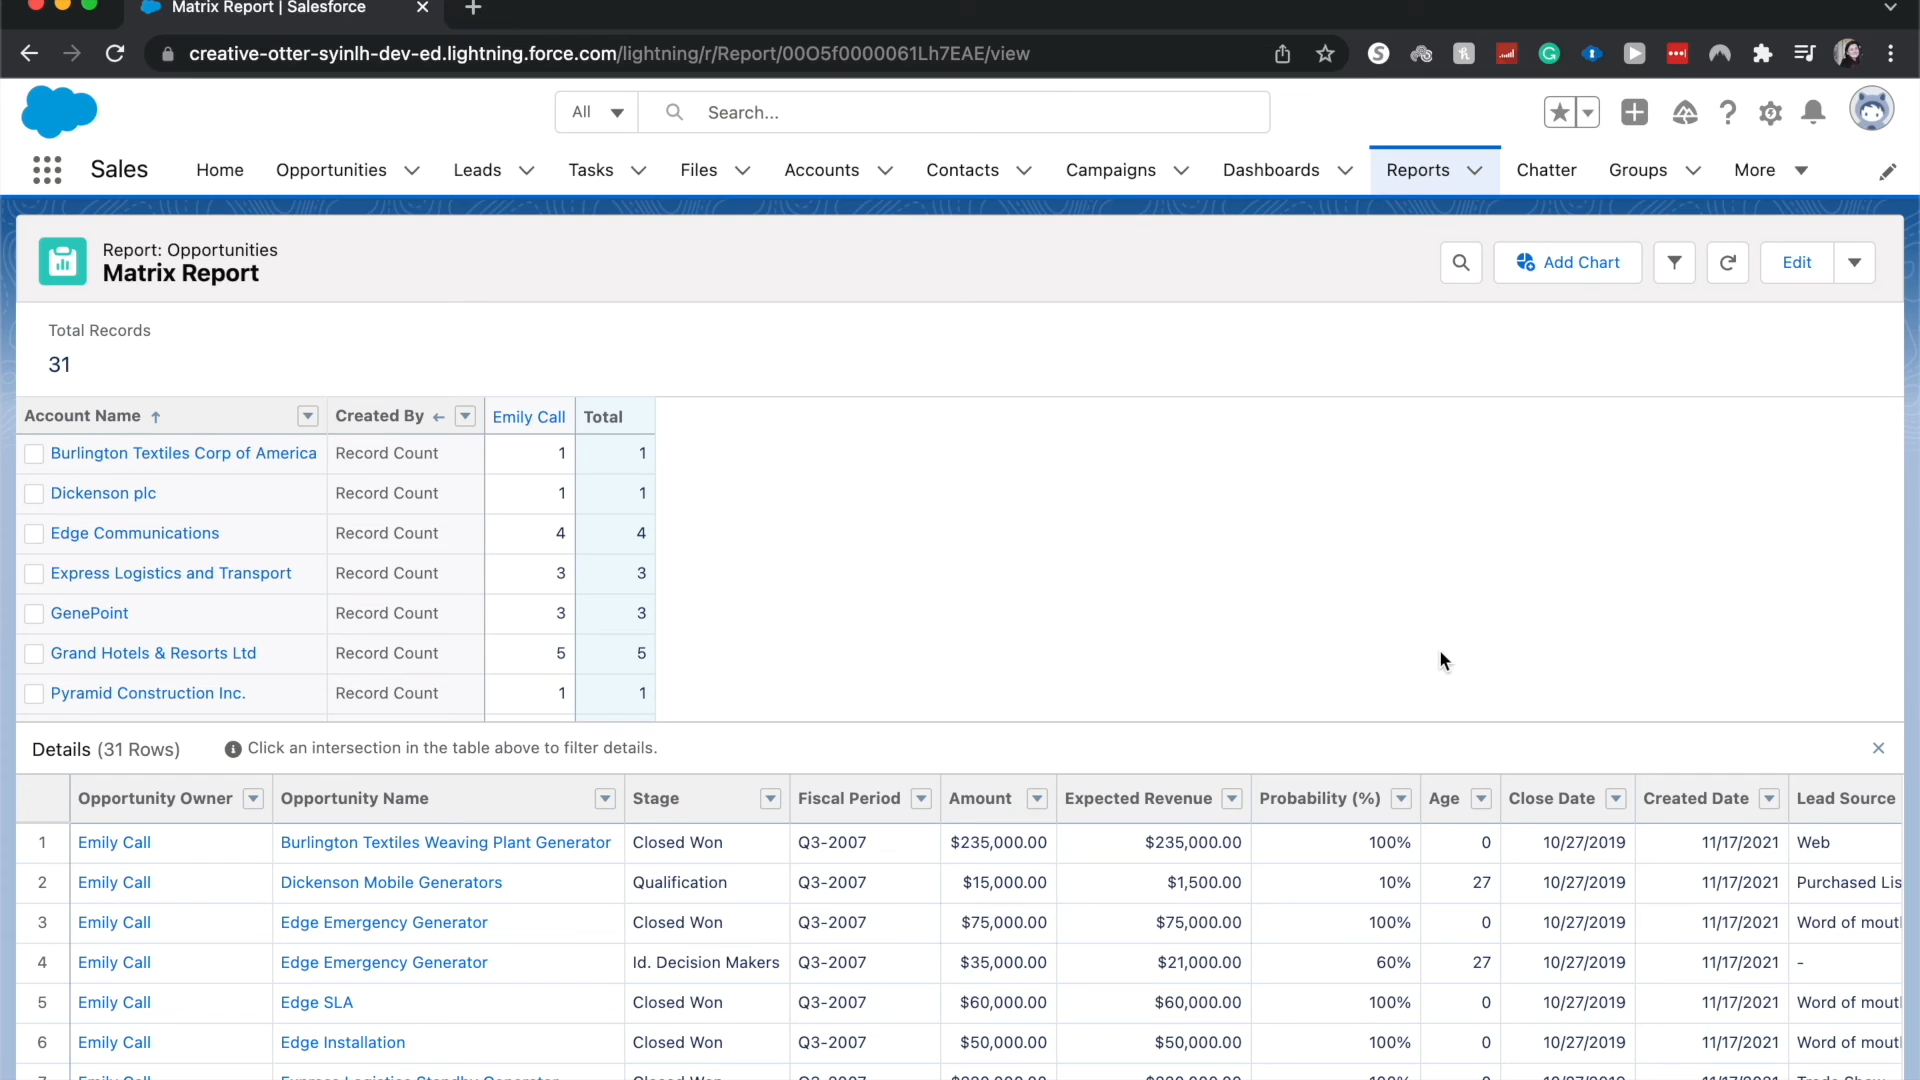 Matrix Report | Salesforce
creative-otter-syinlh-dev-ed.lightning.force.com/lightning/r/Report/00O5f0000061Lh7EAE/view
All Search...
Sales Home Opportunities Leads Tasks Files Accounts Contacts Campaigns Dashboards Reports Chatter Groups More
Report: Opportunities
Matrix Report
Add Chart Edit
Total Records
31
Account Name ↑ Created By ← Emily Call Total
Burlington Textiles Corp of America Record Count 1 1
Dickenson plc Record Count 1 1
Edge Communications Record Count 4 4
Express Logistics and Transport Record Count 3 3
GenePoint Record Count 3 3
Grand Hotels & Resorts Ltd Record Count 5 5
Pyramid Construction Inc. Record Count 1 1
Details (31 Rows) Click an intersection in the table above to filter details.
Opportunity Owner Opportunity Name Stage Fiscal Period Amount Expected Revenue Probability (%) Age Close Date Created Date Lead Source
1 Emily Call Burlington Textiles Weaving Plant Generator Closed Won Q3-2007 $235,000.00 $235,000.00 100% 0 10/27/2019 11/17/2021 Web
2 Emily Call Dickenson Mobile Generators Qualification Q3-2007 $15,000.00 $1,500.00 10% 27 10/27/2019 11/17/2021 Purchased Lis
3 Emily Call Edge Emergency Generator Closed Won Q3-2007 $75,000.00 $75,000.00 100% 0 10/27/2019 11/17/2021 Word of mout
4 Emily Call Edge Emergency Generator Id. Decision Makers Q3-2007 $35,000.00 $21,000.00 60% 27 10/27/2019 11/17/2021 -
5 Emily Call Edge SLA Closed Won Q3-2007 $60,000.00 $60,000.00 100% 0 10/27/2019 11/17/2021 Word of mout
6 Emily Call Edge Installation Closed Won Q3-2007 $50,000.00 $50,000.00 100% 0 10/27/2019 11/17/2021 Word of mout